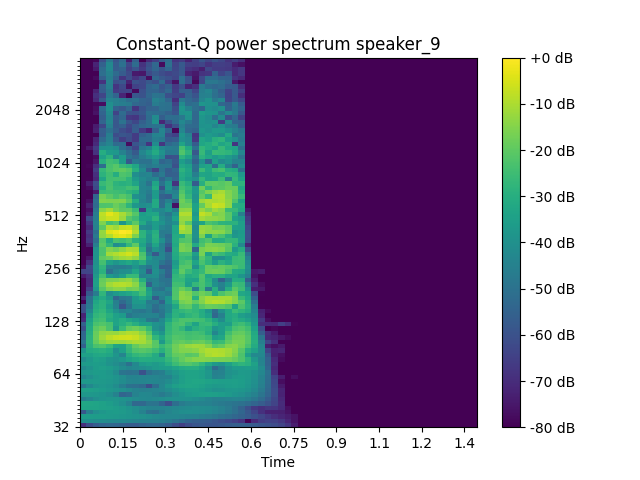 Constant-Q power spectrum speaker_9
+0 dB
2048
-10 dB
1024
-20 dB
512
-30 dB
Hz
-40 dB
256
-50 dB
128
-60 dB
64
-70 dB
32
-80 dB
0 0.15 0.3 0.45 0.6 0.75 0.9 1.1 1.2 1.4
Time